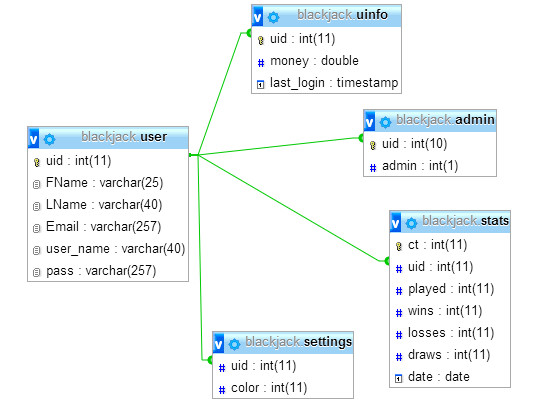 v blackjack.uinfo
uid : int(11)
# money : double
last_login : timestamp
v blackjack.admin
uid : int(10)
# admin : int(1)
v blackjack.user
uid : int(11)
FName : varchar(25)
LName : varchar(40)
Email : varchar(257)
user_name : varchar(40)
pass : varchar(257)
v blackjack.stats
ct : int(11)
# uid : int(11)
# played : int(11)
# wins : int(11)
# losses : int(11)
# draws : int(11)
date : date
v blackjack.settings
# uid : int(11)
# color : int(11)